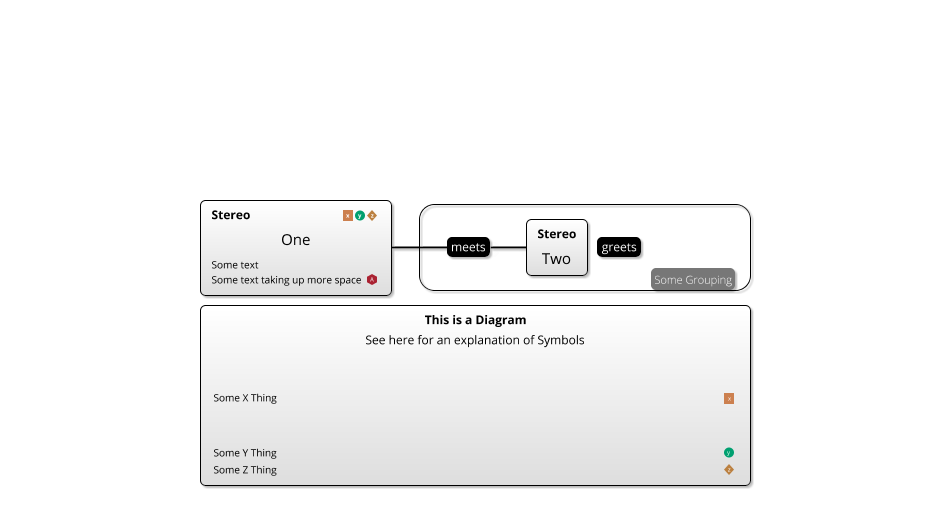 Stereo x y z
One
Some text
Some text taking up more space A
meets
Stereo
Two
greets
Some Grouping
This is a Diagram
See here for an explanation of Symbols
Some X Thing x
Some Y Thing y
Some Z Thing z